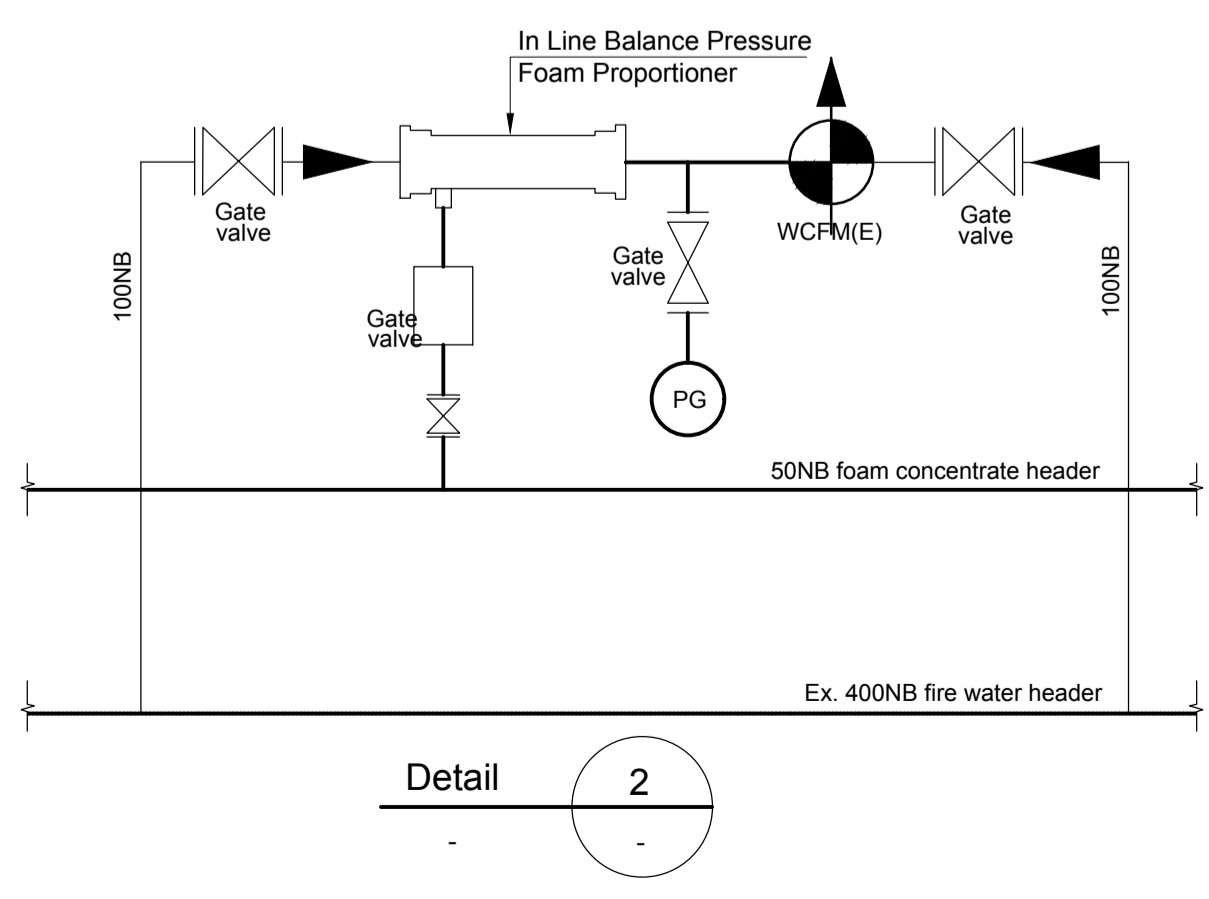 In Line Balance Pressure
Foam Proportioner
Gate
valve
WCFM(E)
Gate
valve
Gate
valve
100NB
100NB
Gate
valve
PG
50NB foam concentrate header
Ex. 400NB fire water header
Detail
2
-
-